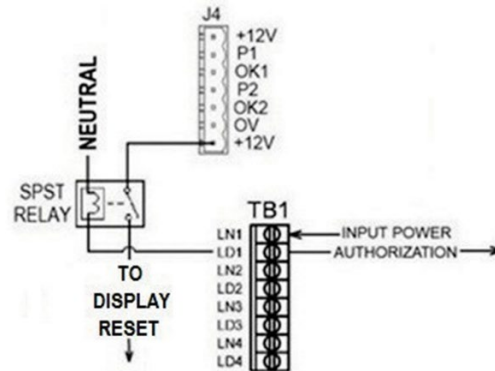 J4
+12V
P1
OK1
P2
OK2
OV
+12V
NEUTRAL
SPST
RELAY
TB1
LN1
INPUT POWER
LD1
AUTHORIZATION
LN2
LD2
LN3
LD3
LN4
LD4
TO
DISPLAY
RESET